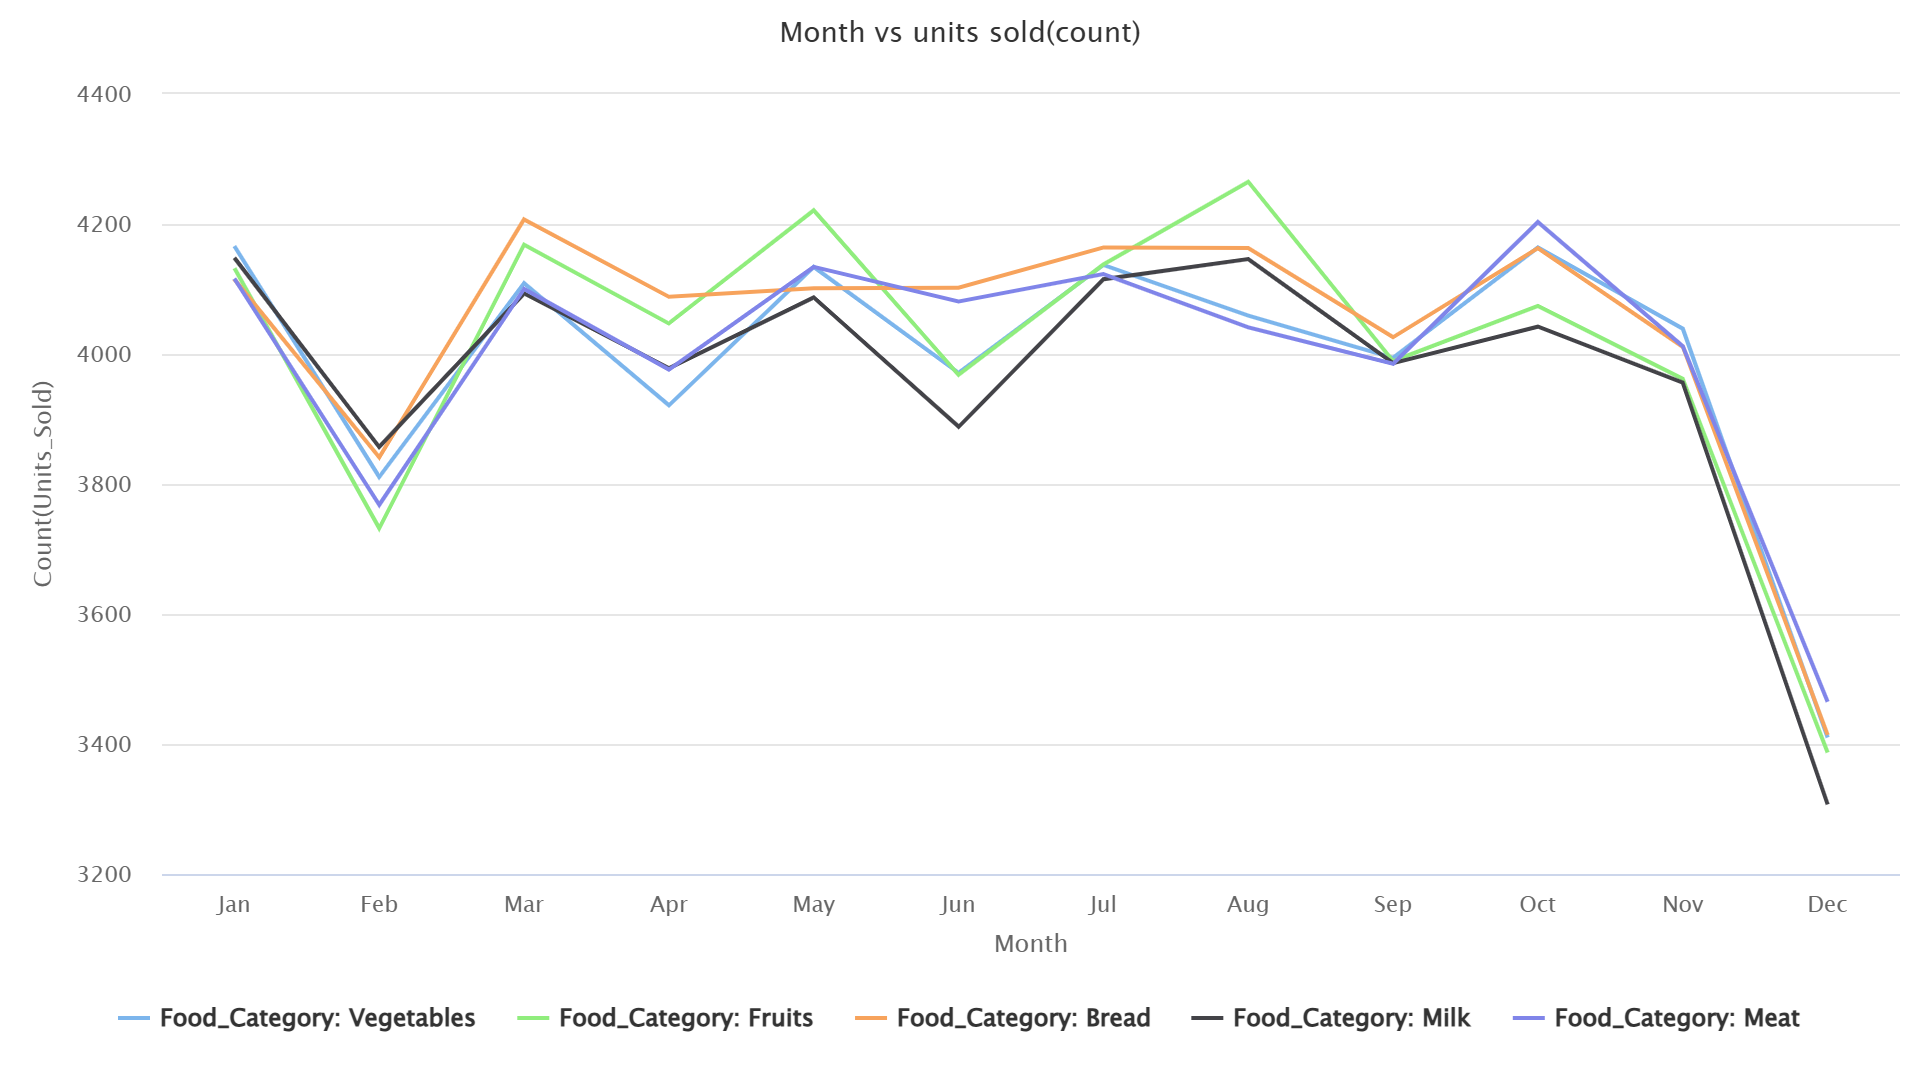 Month vs units sold(count)
4400
4200
4000
3800
3600
3400
3200
Count(Units_Sold)
Jan Feb Mar Apr May Jun Jul Aug Sep Oct Nov Dec
Month
Food_Category: Vegetables Food_Category: Fruits Food_Category: Bread Food_Category: Milk Food_Category: Meat